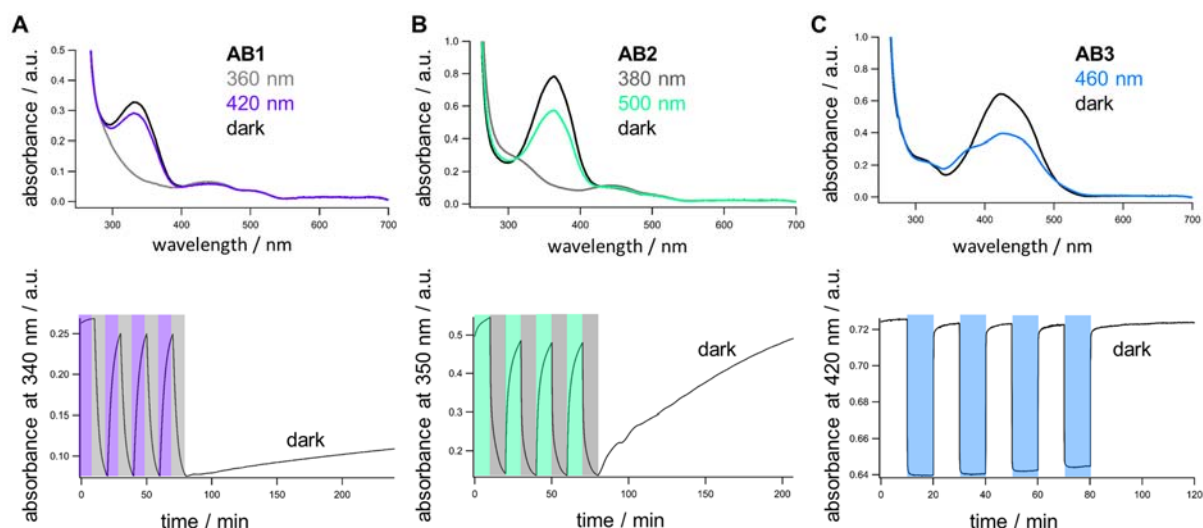 A
absorbance / a.u.
0.5
0.4
0.3
0.2
0.1
0.0
AB1
360 nm
420 nm
dark
300
400
500
600
700
wavelength / nm
B
absorbance / a.u.
1.0
0.8
0.6
0.4
0.2
0.0
AB2
380 nm
500 nm
dark
300
400
500
600
700
wavelength / nm
C
absorbance / a.u.
1.0
0.8
0.6
0.4
0.2
0.0
AB3
460 nm
dark
300
400
500
600
700
wavelength / nm
absorbance at 340 nm / a.u.
0.25
0.20
0.15
0.10
dark
0
50
100
150
200
time / min
absorbance at 350 nm / a.u.
0.5
0.4
0.3
0.2
dark
0
50
100
150
200
time / min
absorbance at 420 nm / a.u.
0.72
0.70
0.68
0.66
0.64
dark
0
20
40
60
80
100
120
time / min